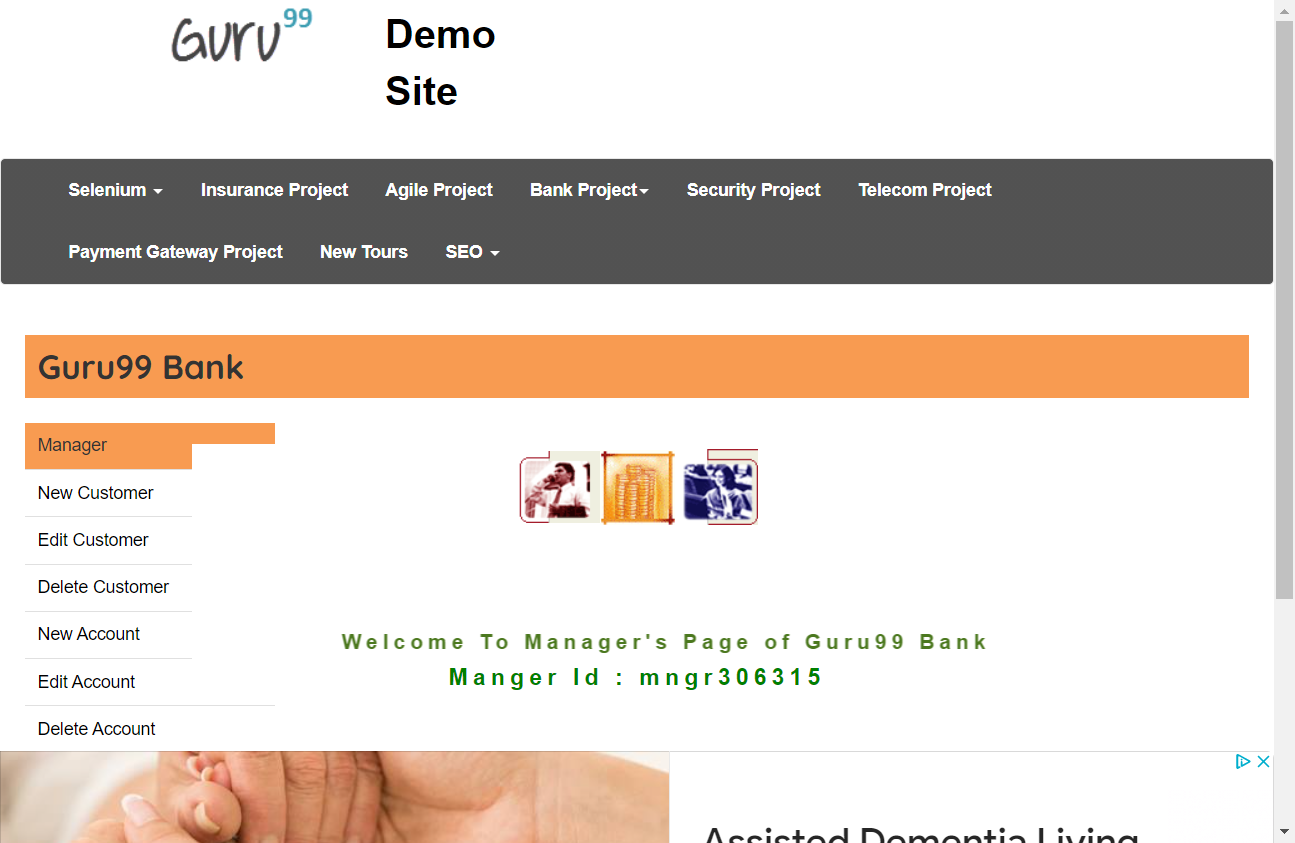 Guru99
Demo
Site
Selenium Insurance Project Agile Project Bank Project Security Project Telecom Project
Payment Gateway Project New Tours SEO
Guru99 Bank
Manager
New Customer
Edit Customer
Delete Customer
New Account
Edit Account
Delete Account
Welcome To Manager's Page of Guru99 Bank
Manger Id : mngr306315
Assisted Dementia Living